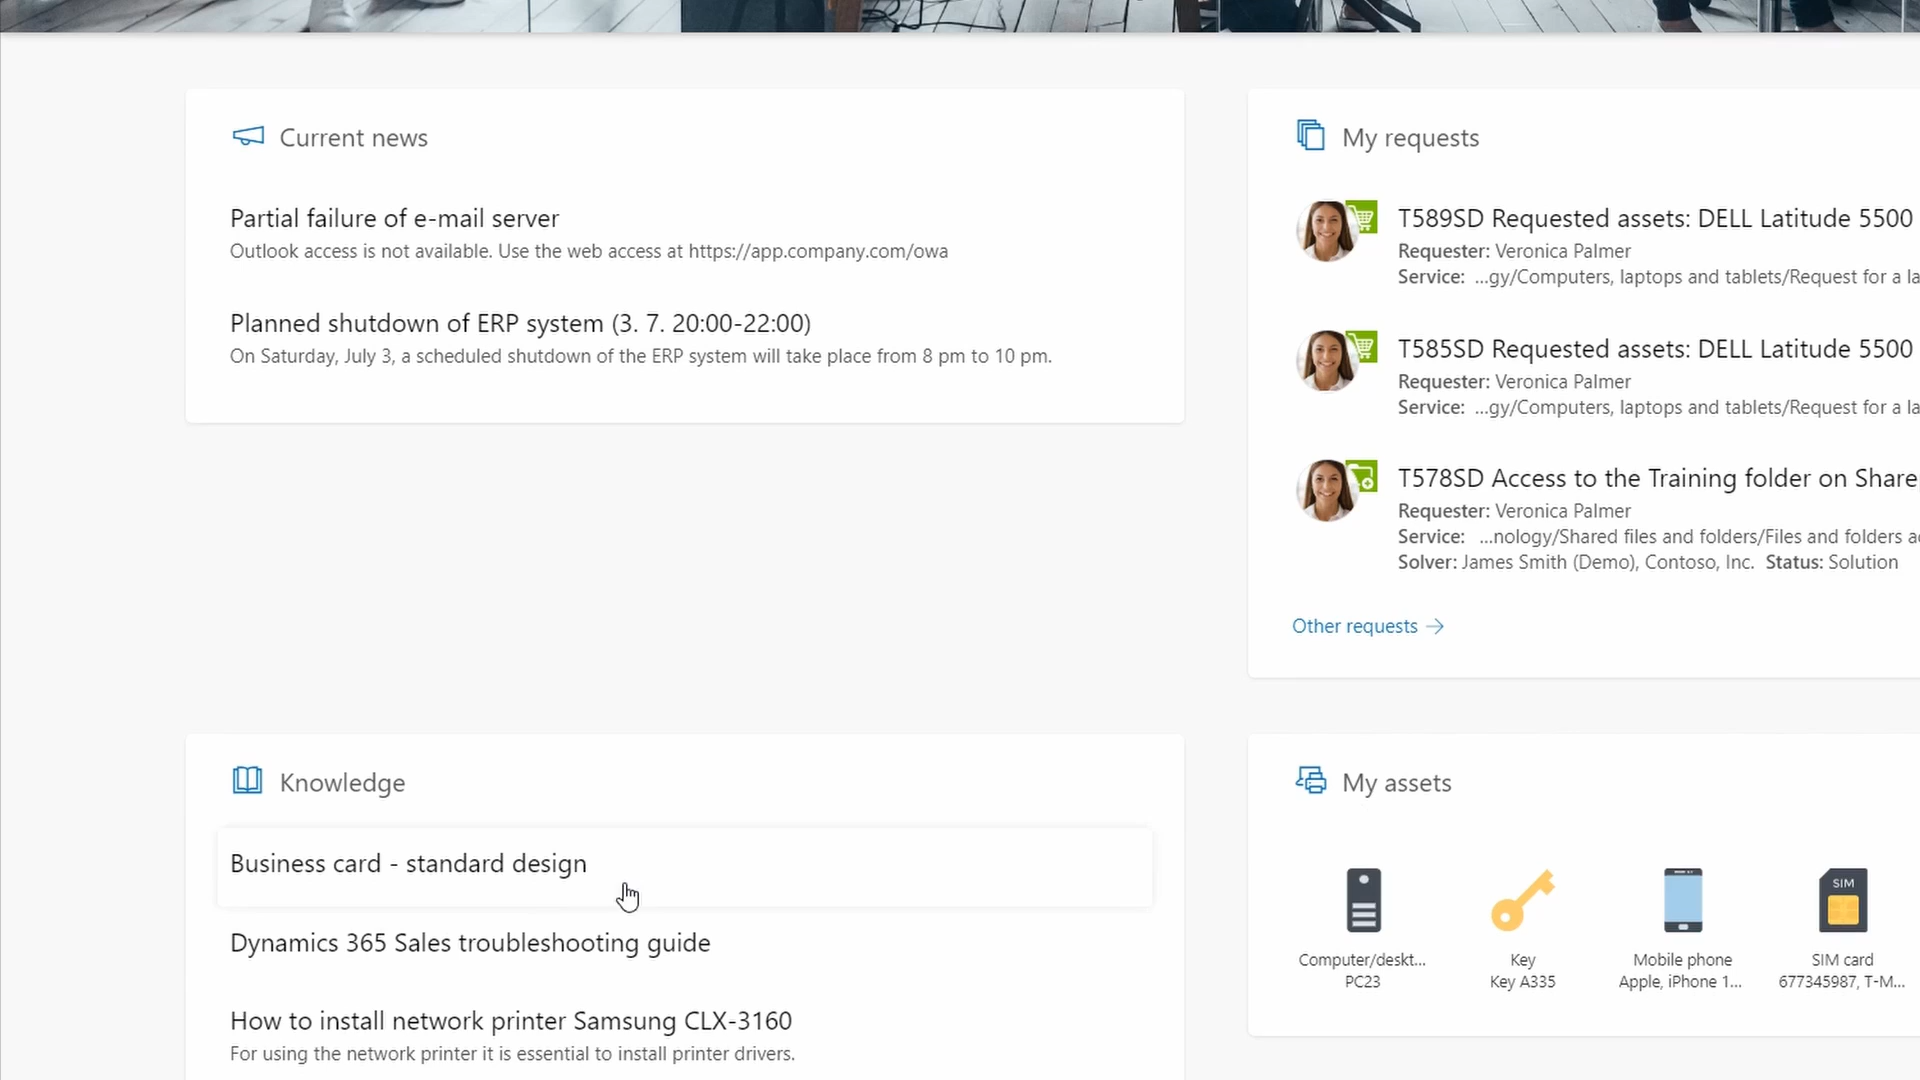 Current news
Partial failure of e-mail server
Outlook access is not available. Use the web access at https://app.company.com/owa
Planned shutdown of ERP system (3. 7. 20:00-22:00)
On Saturday, July 3, a scheduled shutdown of the ERP system will take place from 8 pm to 10 pm.
My requests
T589SD Requested assets: DELL Latitude 5500
Requester: Veronica Palmer
Service: ...gy/Computers, laptops and tablets/Request for a la
T585SD Requested assets: DELL Latitude 5500
Requester: Veronica Palmer
Service: ...gy/Computers, laptops and tablets/Request for a la
T578SD Access to the Training folder on Share
Requester: Veronica Palmer
Service: ...nology/Shared files and folders/Files and folders a
Solver: James Smith (Demo), Contoso, Inc. Status: Solution
Other requests
Knowledge
Business card - standard design
Dynamics 365 Sales troubleshooting guide
How to install network printer Samsung CLX-3160
For using the network printer it is essential to install printer drivers.
My assets
SIM
Computer/deskt...
PC23
Key
Key A335
Mobile phone
Apple, iPhone 1...
SIM card
677345987, T-M...